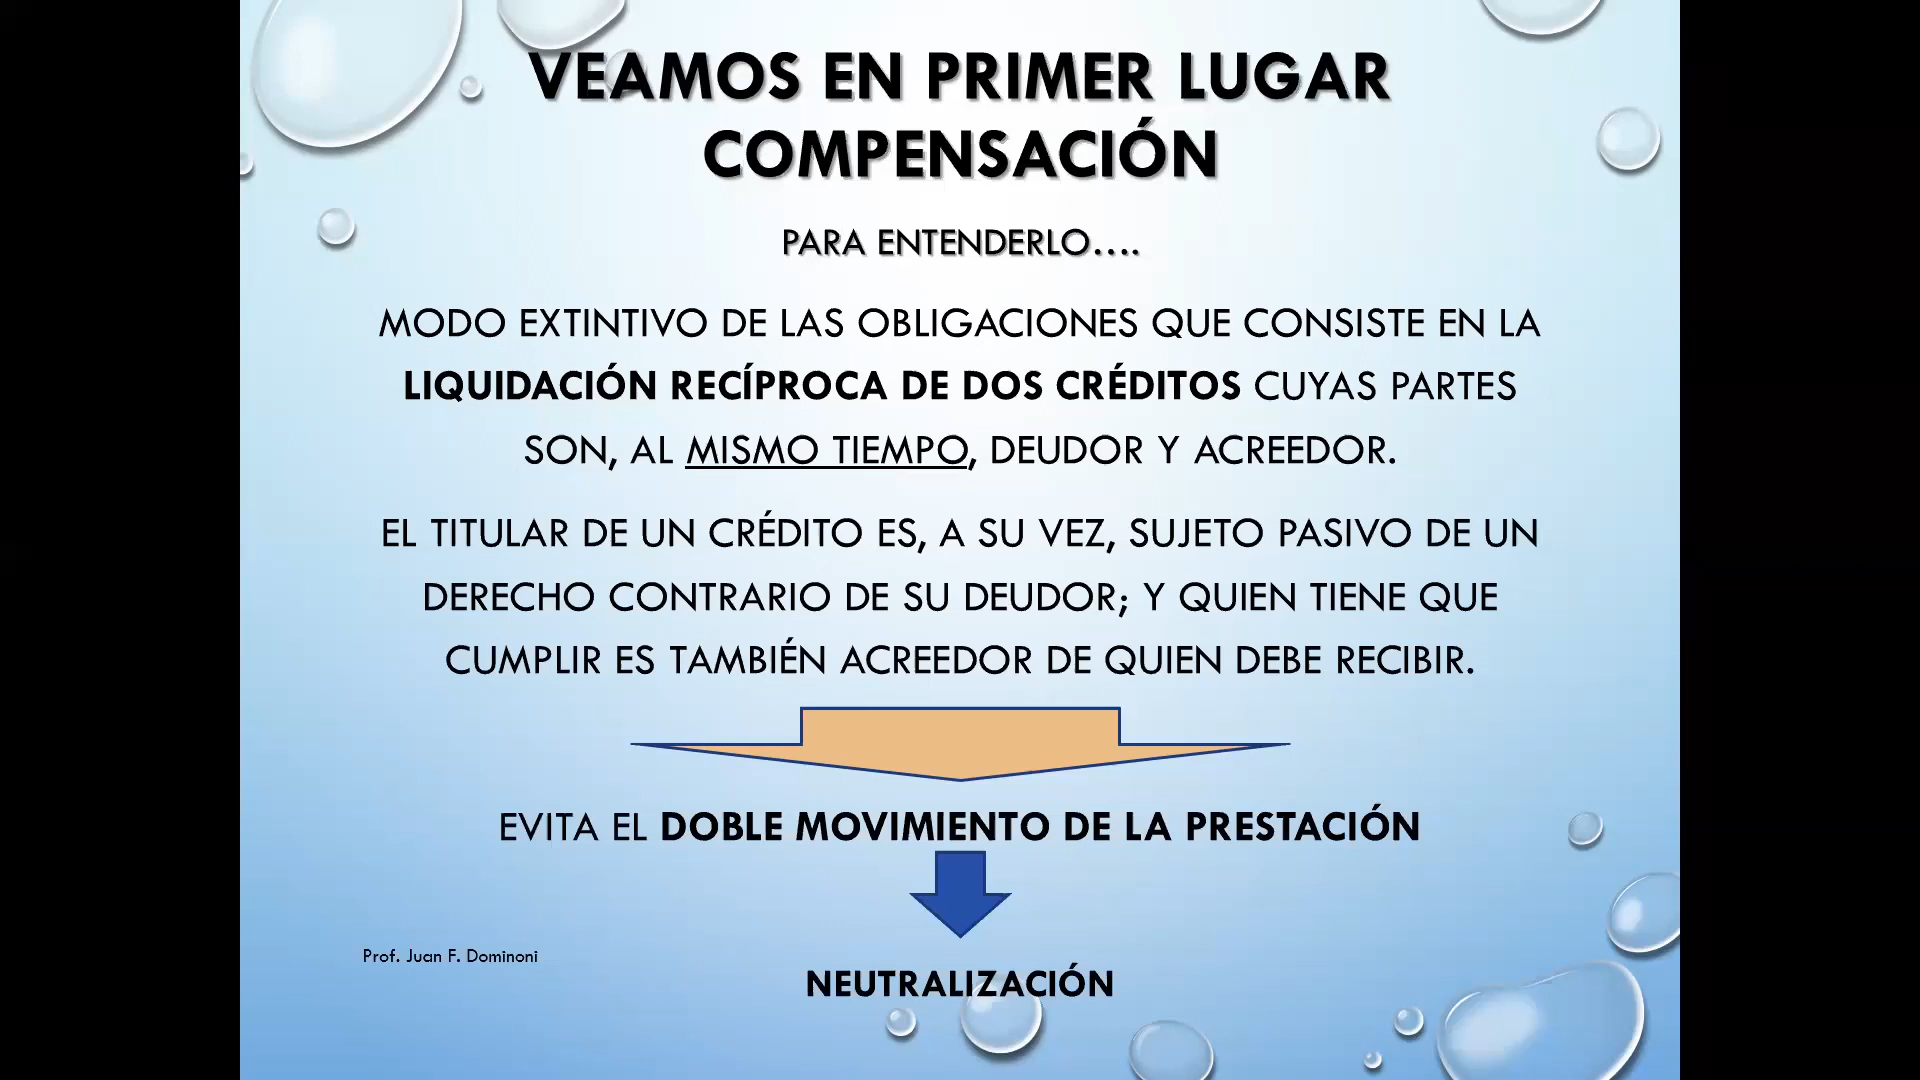 VEAMOS EN PRIMER LUGAR
COMPENSACIÓN
PARA ENTENDERLO....
MODO EXTINTIVO DE LAS OBLIGACIONES QUE CONSISTE EN LA
LIQUIDACIÓN RECÍPROCA DE DOS CRÉDITOS CUYAS PARTES
SON, AL MISMO TIEMPO, DEUDOR Y ACREEDOR.
EL TITULAR DE UN CRÉDITO ES, A SU VEZ, SUJETO PASIVO DE UN
DERECHO CONTRARIO DE SU DEUDOR; Y QUIEN TIENE QUE
CUMPLIR ES TAMBIÉN ACREEDOR DE QUIEN DEBE RECIBIR.
EVITA EL DOBLE MOVIMIENTO DE LA PRESTACIÓN
Prof. Juan F. Dominoni
NEUTRALIZACIÓN